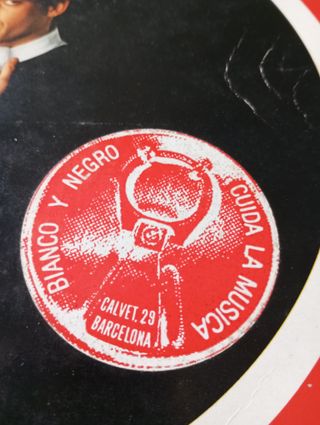 BIANCO Y NEGRO
CUIDA LA MUSICA
CALVET. 29
BARCELONA